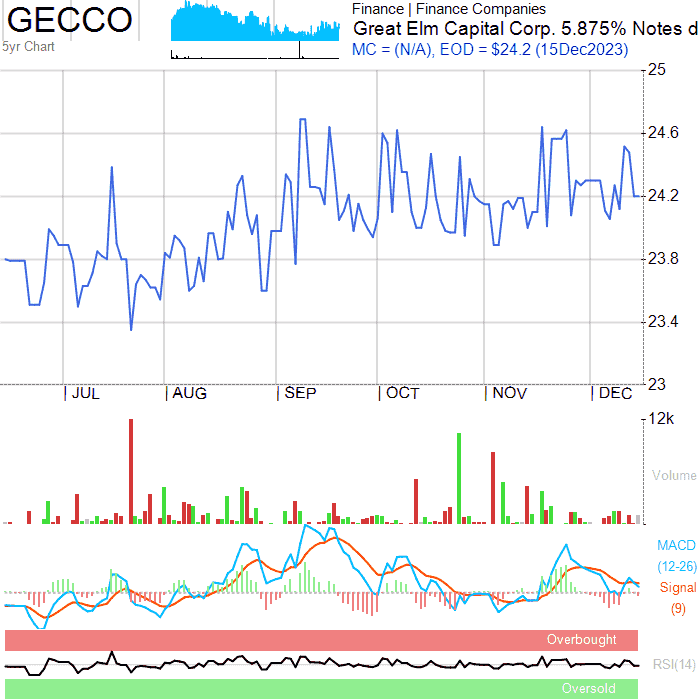 GECCO
5yr Chart
Finance | Finance Companies
Great Elm Capital Corp. 5.875% Notes d
MC = (N/A), EOD = $24.2 (15Dec2023)
25
24.6
24.2
23.8
23.4
23
JUL AUG SEP OCT NOV DEC
12k
Volume
MACD
(12-26)
Signal
(9)
Overbought
RSI(14)
Oversold